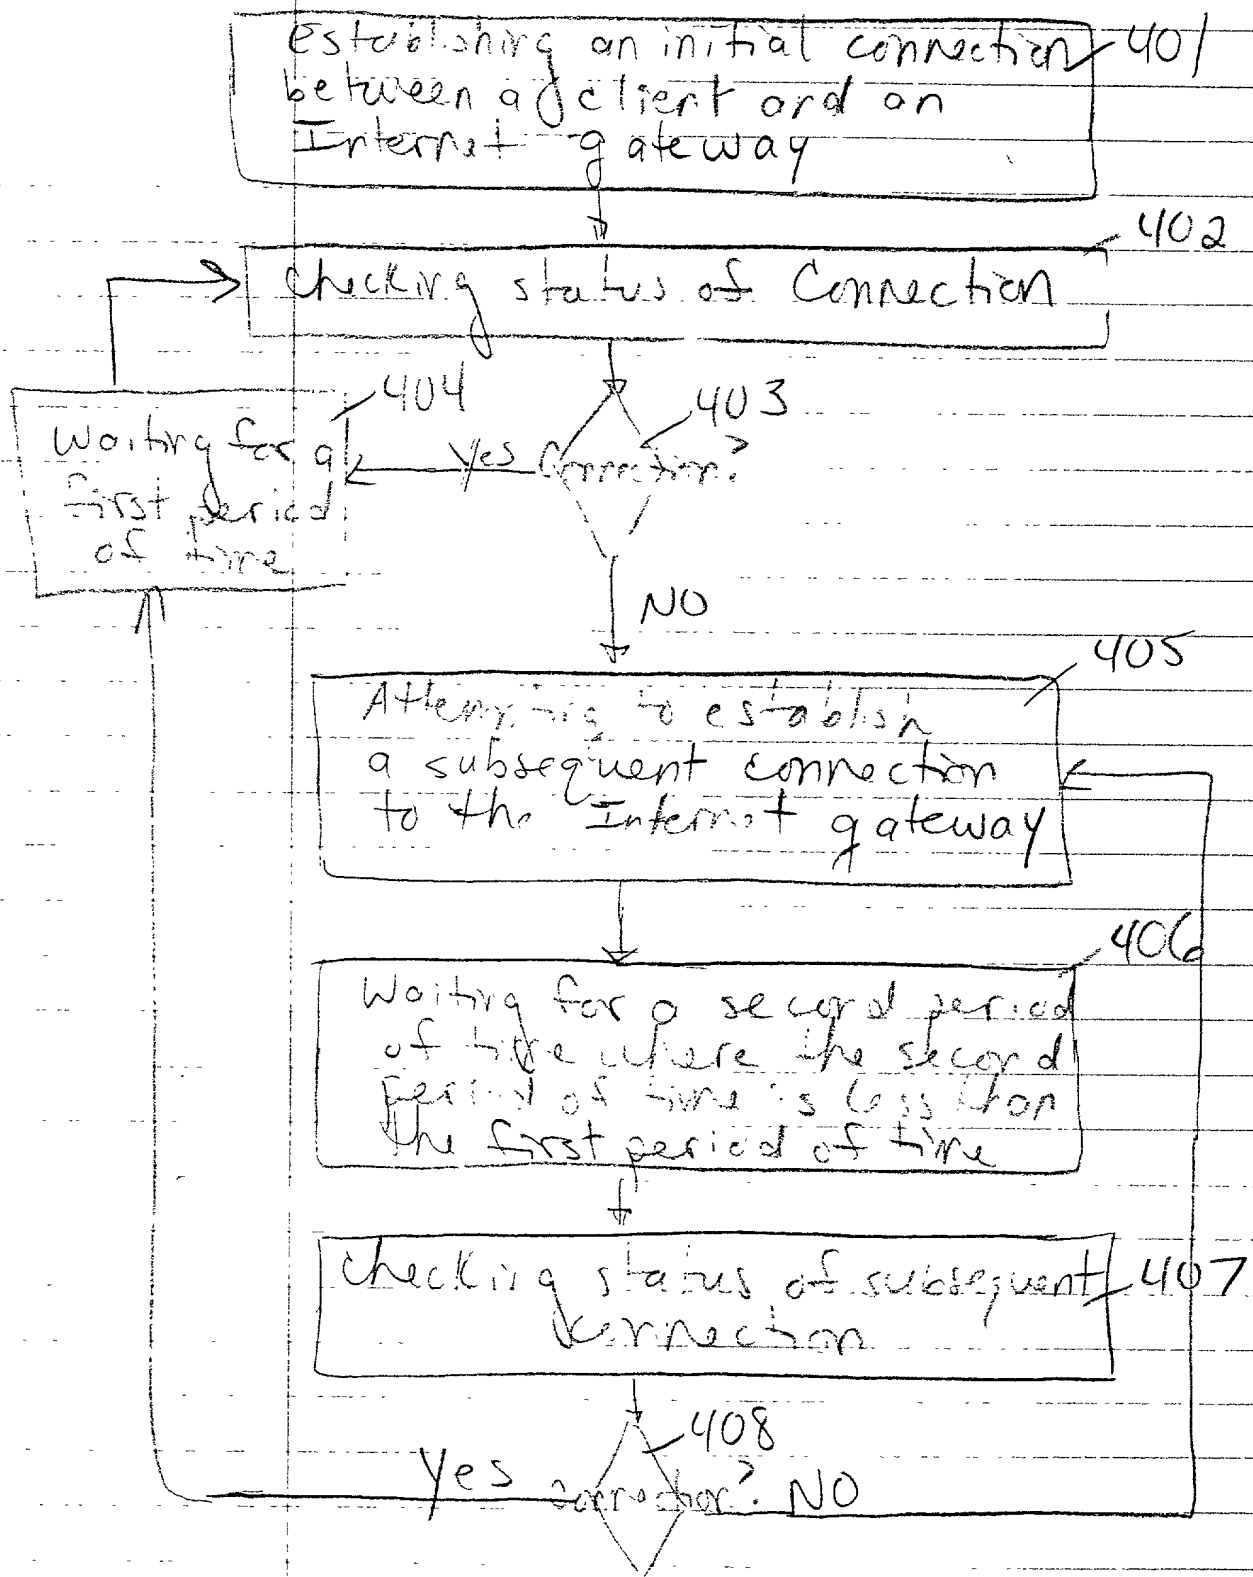 Establishing an initial connection 401
between a client and an
Internet gateway
402
Checking status of Connection
404
403
Waiting for a
first period
of time
Yes Connection?
NO
405
Attempting to establish
a subsequent connection
to the Internet gateway
406
Waiting for a second period
of time where the second
period of time is less than
the first period of time
Checking status of subsequent 407
Connection
408
Yes Connection? NO